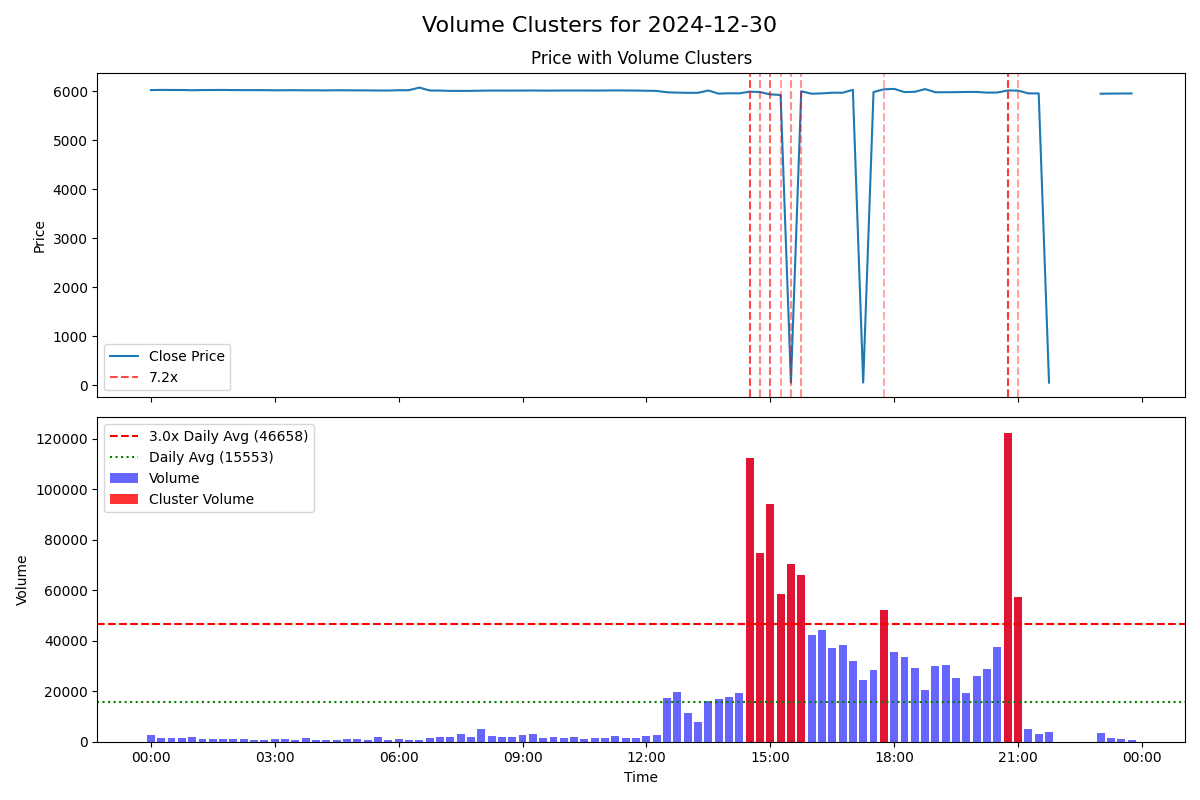 Volume Clusters for 2024-12-30
Price with Volume Clusters
Price
6000
5000
4000
3000
2000
1000
0
Close Price
7.2x
Volume
120000
100000
80000
60000
40000
20000
0
3.0x Daily Avg (46658)
Daily Avg (15553)
Volume
Cluster Volume
00:00 03:00 06:00 09:00 12:00 15:00 18:00 21:00 00:00
Time